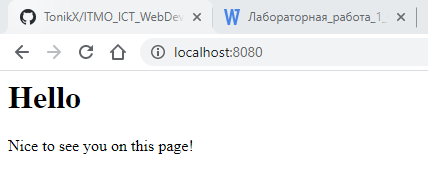 TonikX/ITMO_ICT_WebDev
Лабораторная_работа_1_
localhost:8080
Hello
Nice to see you on this page!